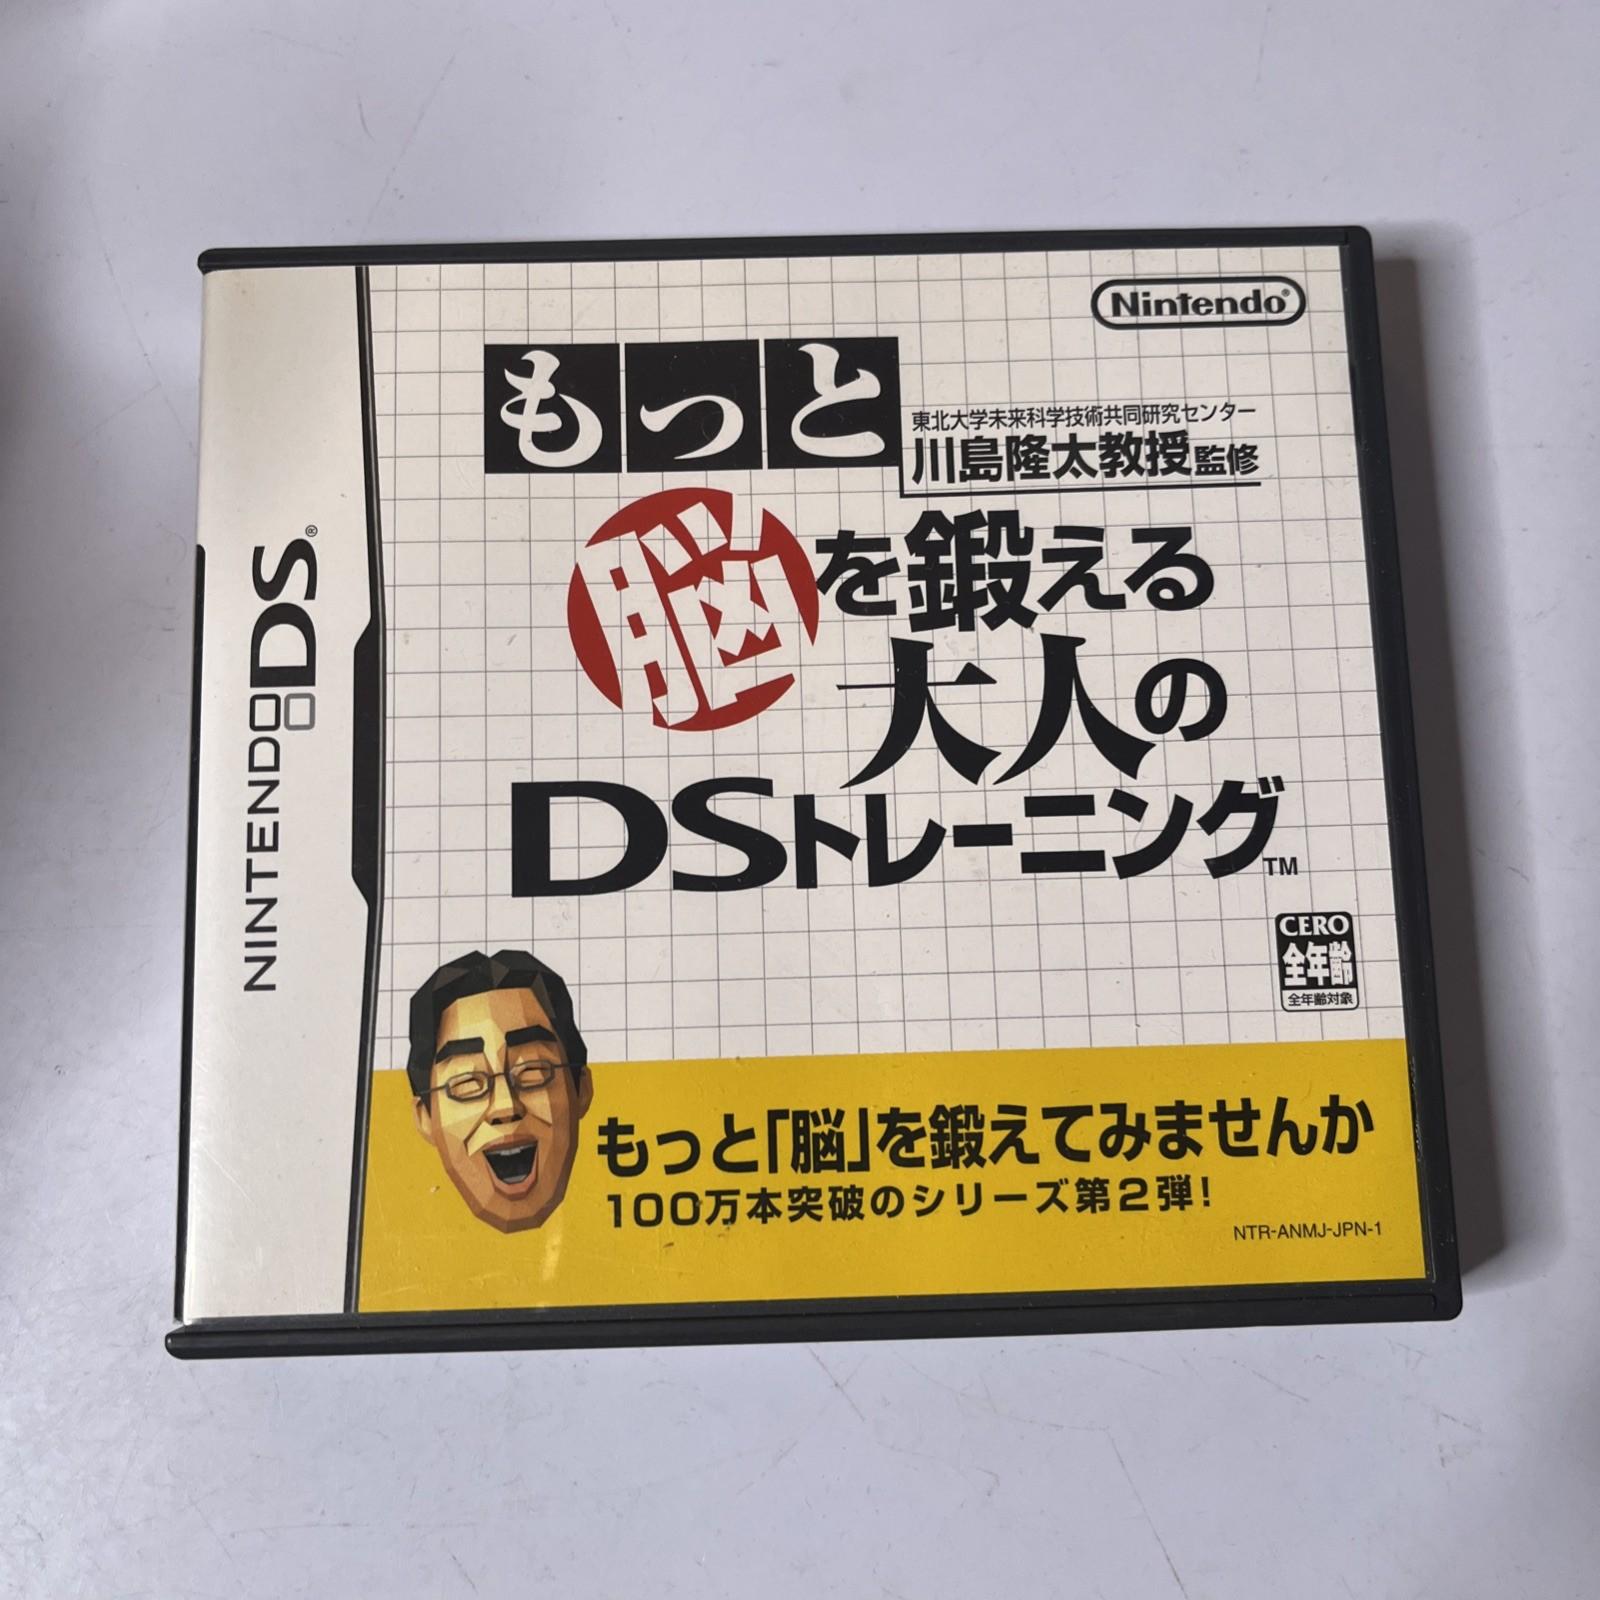 Nintendo®
もっと
東北大学未来科学技術共同研究センター
川島隆太教授監修
脳を鍛える
大人の
DSトレーニング™
NINTENDO DS®
CERO
全年齢
全年齢対象
もっと「脳」を鍛えてみませんか
100万本突破のシリーズ第2弾!
NTR-ANMJ-JPN-1